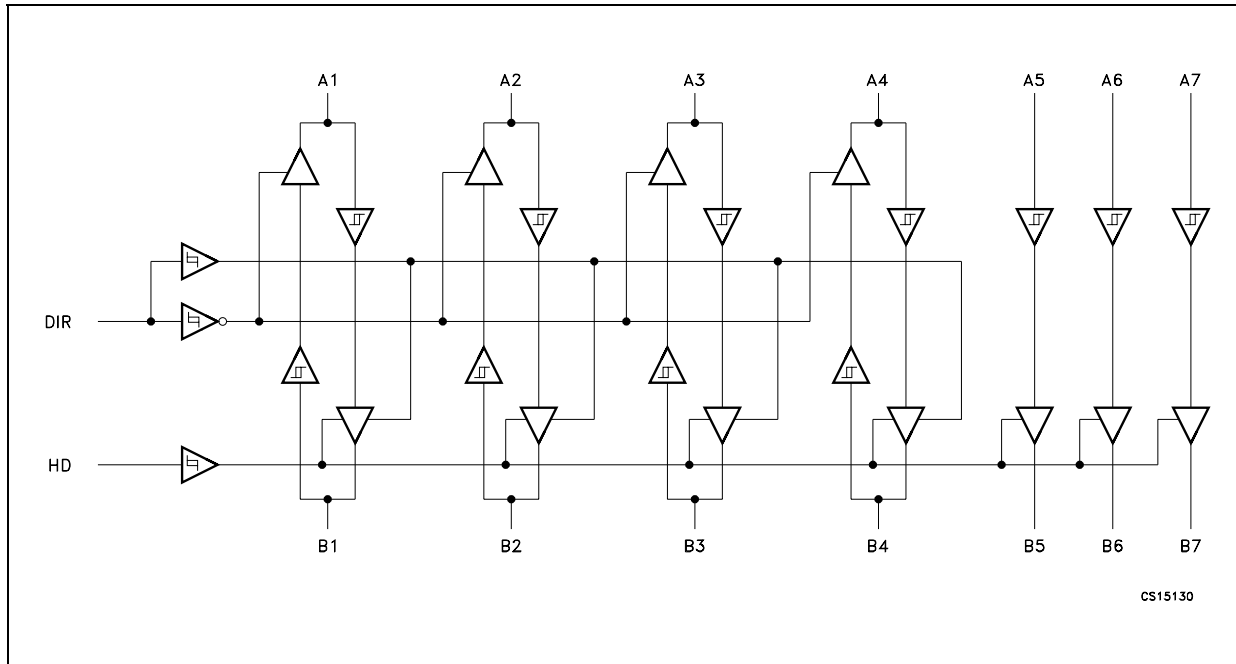 A1 A2 A3 A4 A5 A6 A7
DIR
HD
B1 B2 B3 B4 B5 B6 B7
CS15130